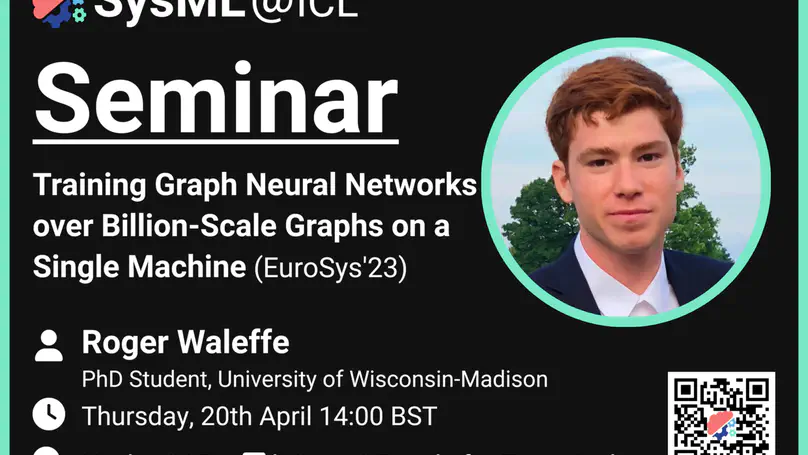 SysML@ICL
Seminar
Training Graph Neural Networks
over Billion-Scale Graphs on a
Single Machine (EuroSys'23)
Roger Waleffe
PhD Student, University of Wisconsin-Madison
Thursday, 20th April 14:00 BST